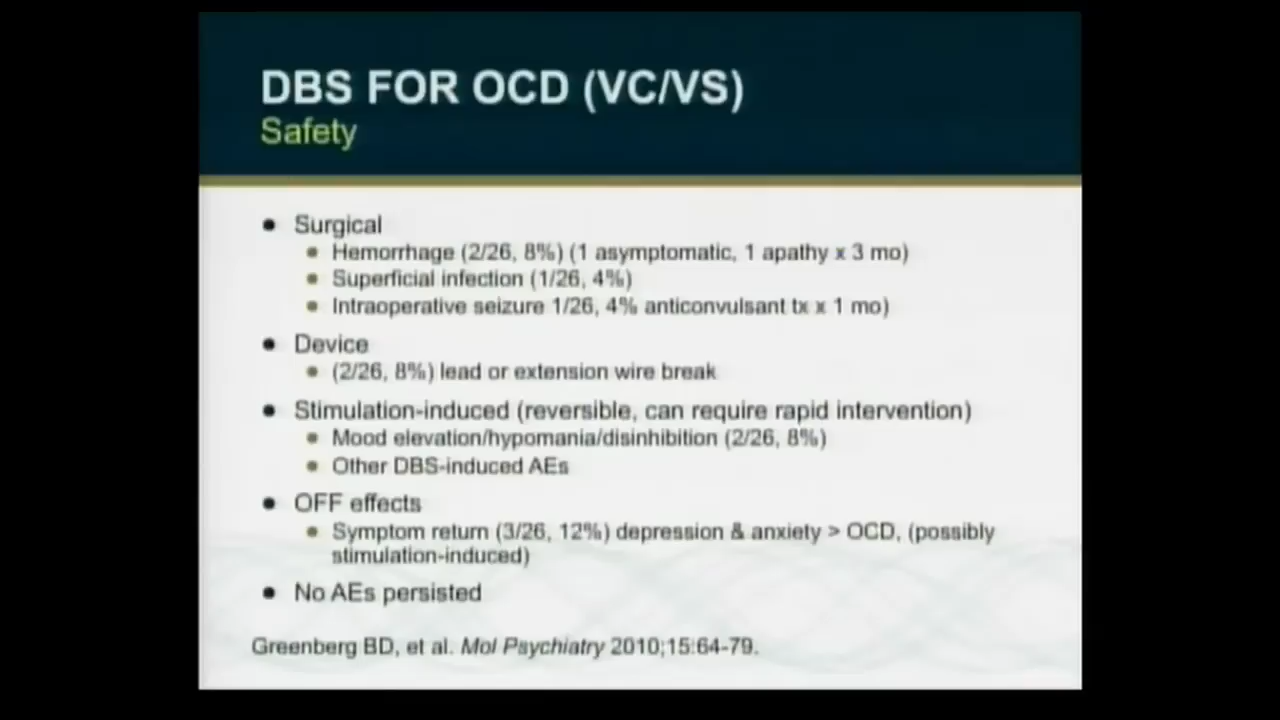 DBS FOR OCD (VC/VS)
Safety
• Surgical
• Hemorrhage (2/26, 8%) (1 asymptomatic, 1 apathy x 3 mo)
• Superficial infection (1/26, 4%)
• Intraoperative seizure 1/26, 4% anticonvulsant tx x 1 mo)
• Device
• (2/26, 8%) lead or extension wire break
• Stimulation-induced (reversible, can require rapid intervention)
• Mood elevation/hypomania/disinhibition (2/26, 8%)
• Other DBS-induced AEs
• OFF effects
• Symptom return (3/26, 12%) depression & anxiety > OCD, (possibly
stimulation-induced)
• No AEs persisted
Greenberg BD, et al. Mol Psychiatry 2010;15:64-79.